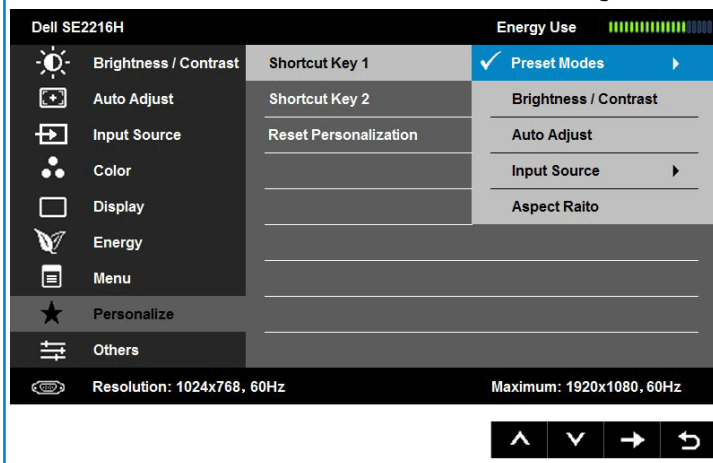 Dell SE2216H Energy Use
Brightness / Contrast Shortcut Key 1 Preset Modes
Auto Adjust Shortcut Key 2 Brightness / Contrast
Input Source Reset Personalization Auto Adjust
Color Input Source
Display Aspect Raito
Energy
Menu
Personalize
Others
Resolution: 1024x768, 60Hz Maximum: 1920x1080, 60Hz